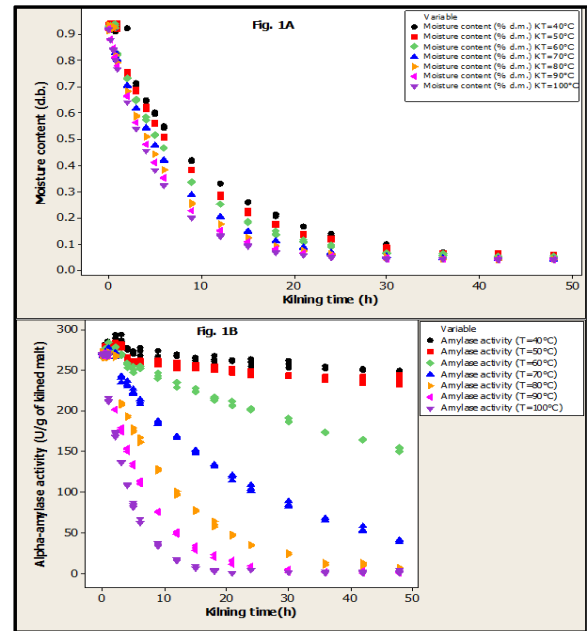 Fig. 1A
Variable
Moisture content (% d.m.) KT=40°C
Moisture content (% d.m.) KT=50°C
Moisture content (% d.m.) KT=60°C
Moisture content (% d.m.) KT=70°C
Moisture content (% d.m.) KT=80°C
Moisture content (% d.m.) KT=90°C
Moisture content (% d.m.) KT=100°C
Moisture content (d.b.)
0.9
0.8
0.7
0.6
0.5
0.4
0.3
0.2
0.1
0.0
0 10 20 30 40 50
Kilning time (h)
Fig. 1B
Variable
Amylase activity (T=40°C)
Amylase activity (T=50°C)
Amylase activity (T=60°C)
Amylase activity (T=70°C)
Amylase activity (T=80°C)
Amylase activity (T=90°C)
Amylase activity (T=100°C)
Alpha-amylase activity (U/g of kilned malt)
300
250
200
150
100
50
0
0 10 20 30 40 50
Kilning time(h)